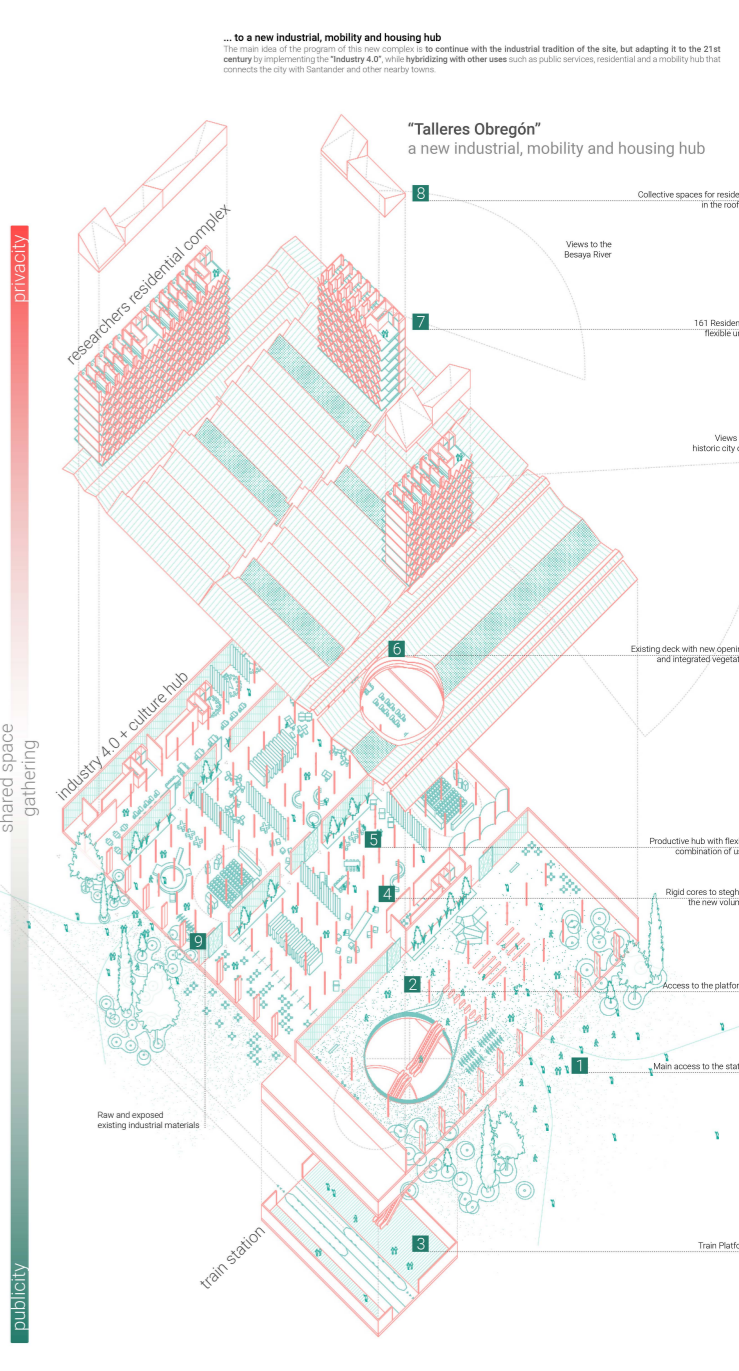 ... to a new industrial, mobility and housing hub
The main idea of the program of this new complex is to continue with the industrial tradition of the site, but adapting it to the 21st
century by implementing the "Industry 4.0", while hybridizing with other uses such as public services, residential and a mobility hub that
connects the city with Santander and other nearby towns.
“Talleres Obregón”
a new industrial, mobility and housing hub
8
Collective spaces for reside
in the roof
privacity
researchers residential complex
Views to the
Besaya River
7
161 Residen
flexible u
Views
historic city
6
Existing deck with new openin
and integrated vegetat
industry 4.0 + culture hub
shared space
gathering
5
Productive hub with flex
combination of u
4
Rigid cores to stegh
the new volun
9
2
Access to the platfor
1
Main access to the stat
Raw and exposed
existing industrial materials
train station
3
Train Platfo
publicity